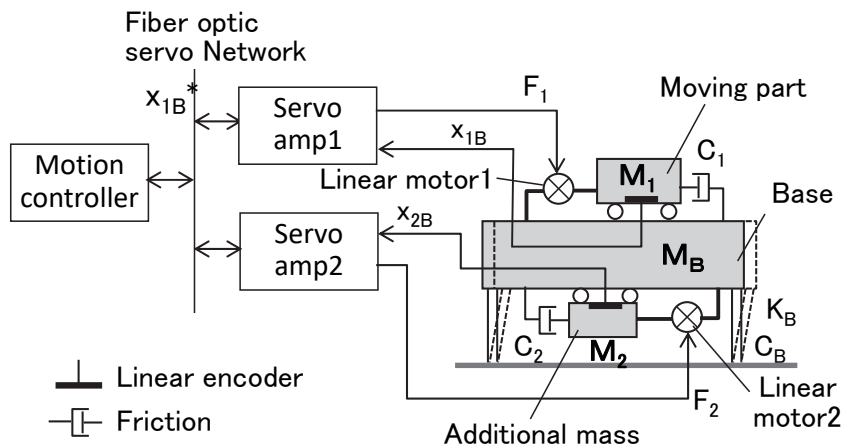 Fiber optic
servo Network
x1B*
Servo
amp1
F1
x1B
Moving part
Motion
controller
Linear motor1
M1
C1
Base
x2B
Servo
amp2
MB
KB
C2
M2
CB
Linear encoder
Friction
F2
Linear
motor2
Additional mass